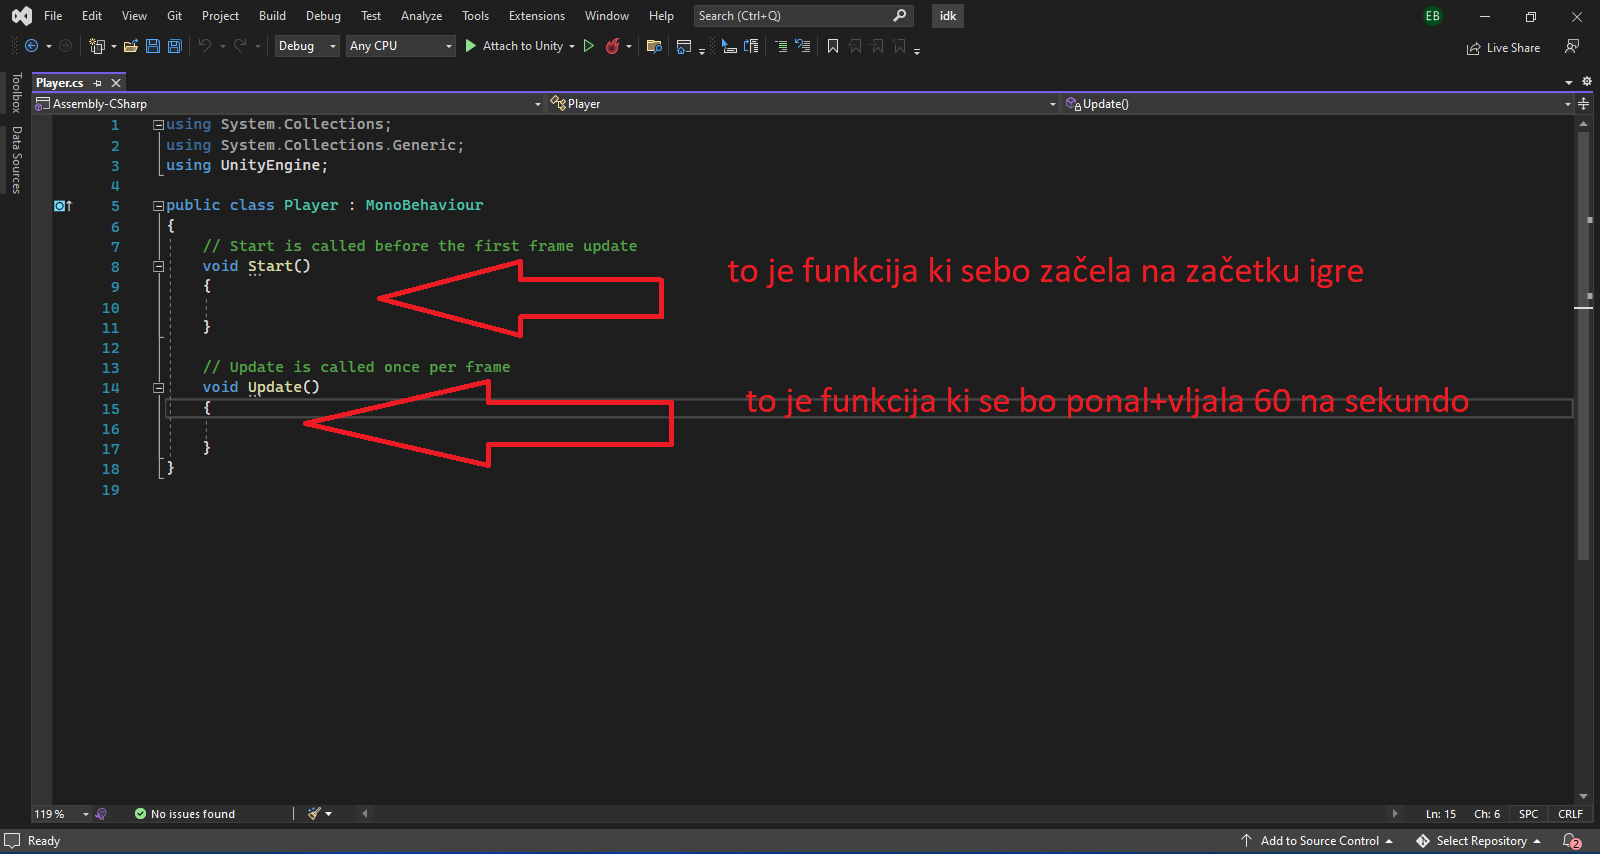 File Edit View Git Project Build Debug Test Analyze Tools Extensions Window Help Search (Ctrl+Q) idk EB
Debug Any CPU Attach to Unity Live Share
Toolbox
Data Sources
Player.cs
Assembly-CSharp Player Update()
1 using System.Collections;
2 using System.Collections.Generic;
3 using UnityEngine;
4
5 public class Player : MonoBehaviour
6 {
7 // Start is called before the first frame update
8 void Start()
9 {
10
11 }
12
13 // Update is called once per frame
14 void Update()
15 {
16
17 }
18 }
19
to je funkcija ki sebo začela na začetku igre
to je funkcija ki se bo ponal+vljala 60 na sekundo
119 % No issues found Ln: 15 Ch: 6 SPC CRLF
Ready Add to Source Control Select Repository 2